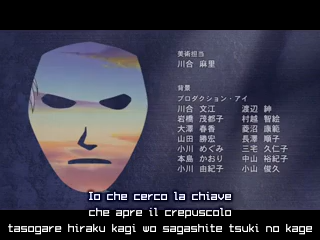 美術担当
川合 麻里
背景
プロダクション・アイ
川合 文江 渡辺 紳
岩橋 茂都子 村越 智絵
大澤 春香 菱沼 康範
山田 勝宏 長澤 順子
小川 めぐみ 三宅 久仁子
本島 かおり 中山 裕紀子
小川 由紀子 小山 俊久
Io che cerco la chiave
che apre il crepuscolo
tasogare hiraku kagi wo sagashite tsuki no kage